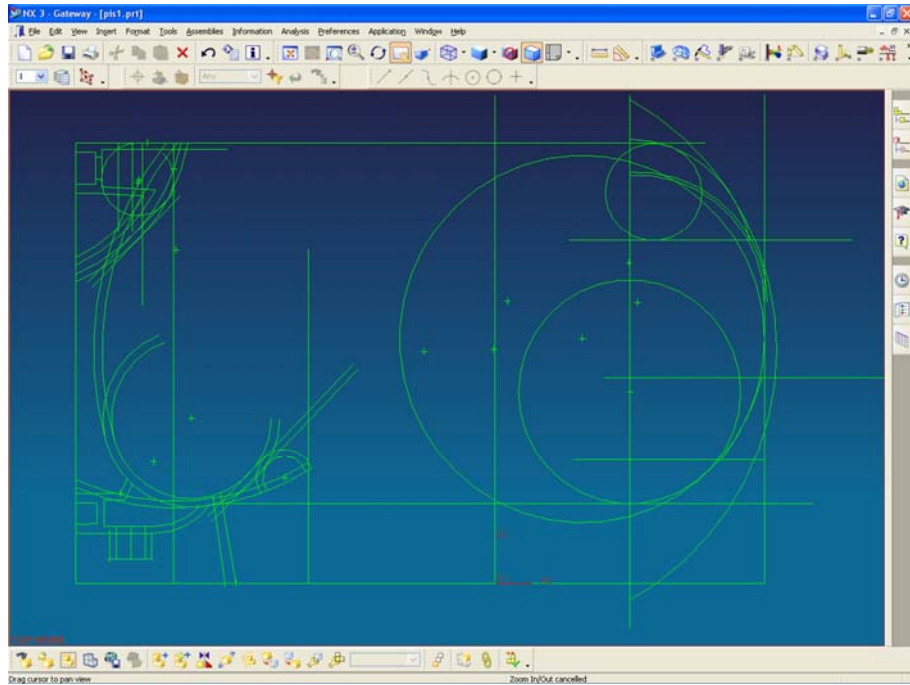 NX 3 - Gateway - [pis1.prt]
File Edit View Insert Format Tools Assemblies Information Analysis Preferences Application Window Help
1
Any
Drag cursor to pan view
Zoom In/Out cancelled